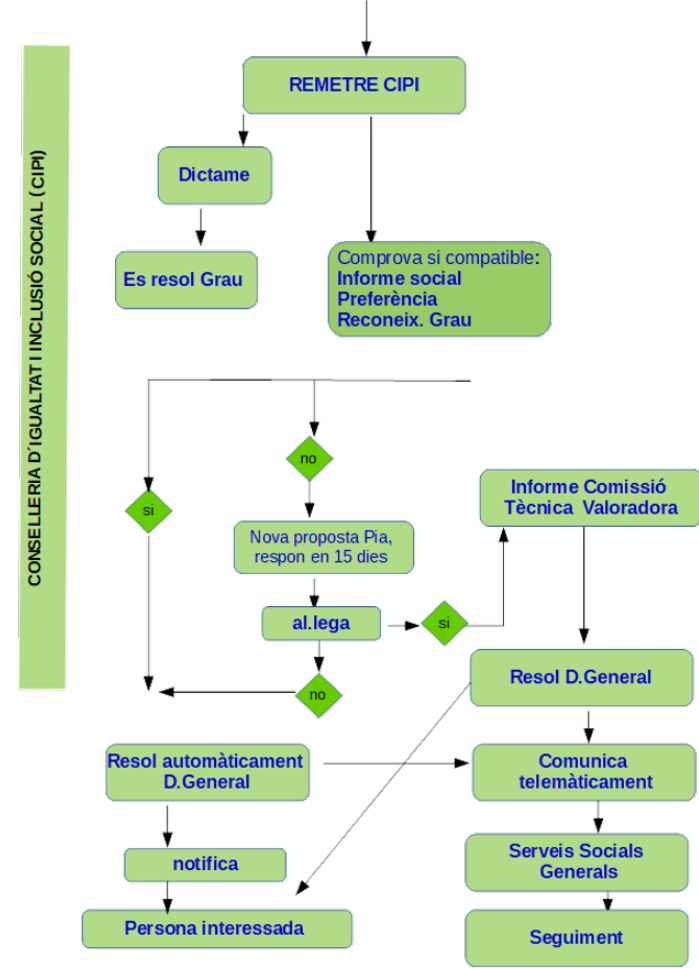 CONSELLERIA D´IGUALTAT I INCLUSIÓ SOCIAL (CIPI)
REMETRE CIPI
Dictame
Es resol Grau
Comprova si compatible:
Informe social
Preferència
Reconeix. Grau
no
si
Nova proposta Pia,
respon en 15 dies
al.lega
si
no
Informe Comissió
Tècnica Valoradora
Resol D.General
Resol automàticament
D.General
Comunica
telemàticament
notifica
Serveis Socials
Generals
Persona interessada
Seguiment